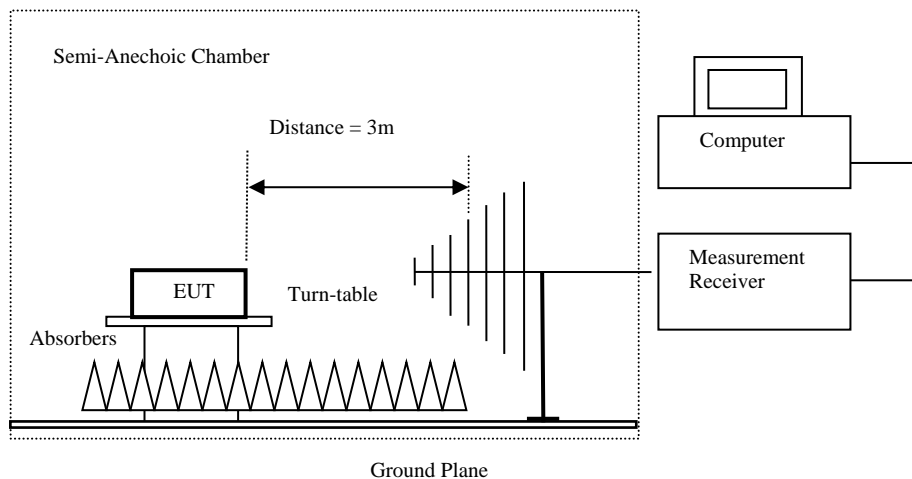 Semi-Anechoic Chamber
Distance = 3m
Computer
Measurement
Receiver
EUT
Turn-table
Absorbers
Ground Plane